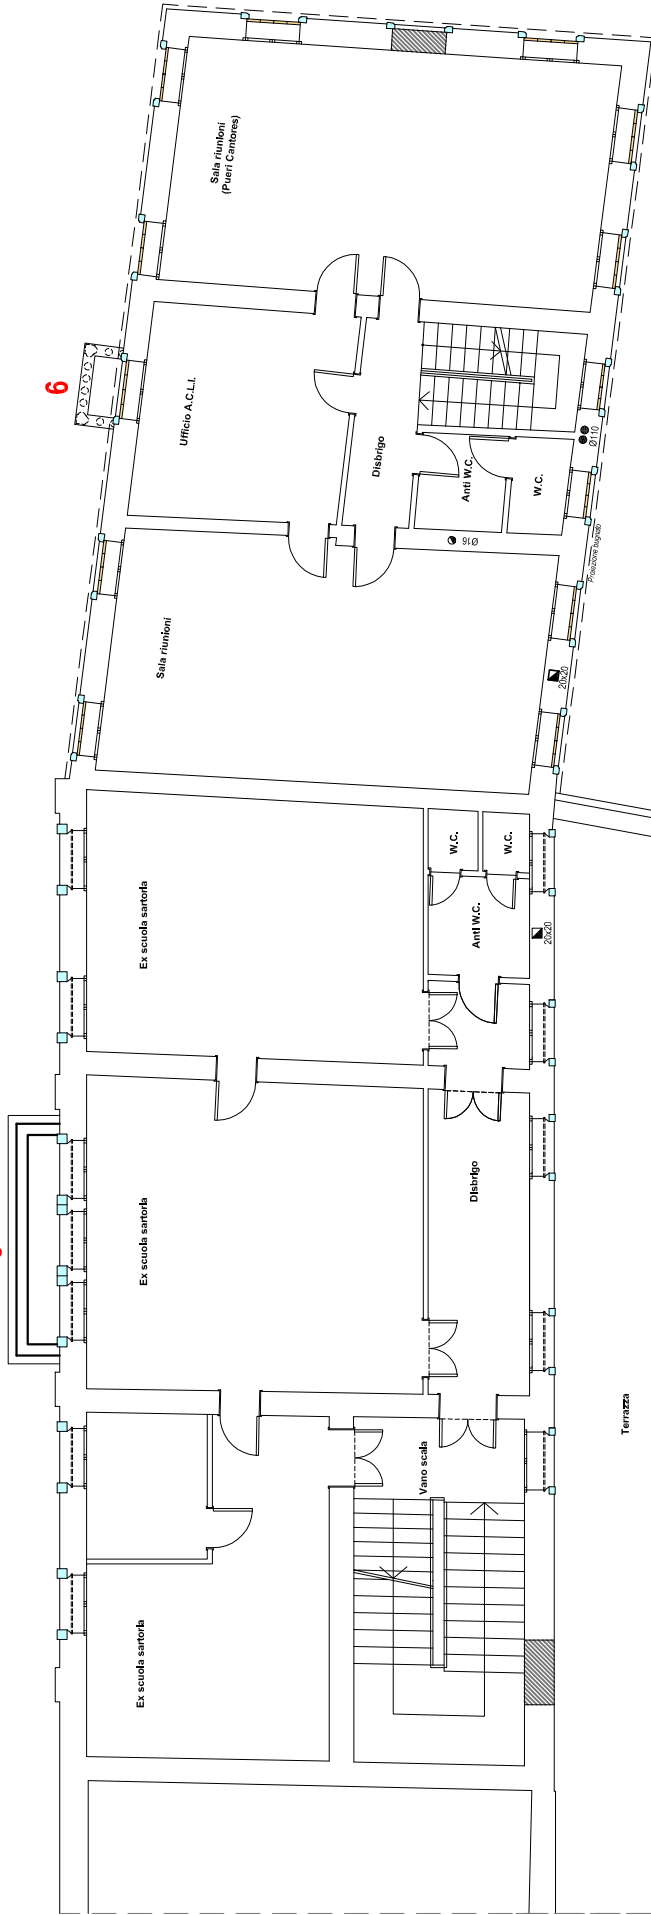 Sala riunioni
(Pueri Cantores)
6
Ufficio A.C.L.I.
Disbrigo
Anti W.C.
W.C.
Ø110
Ø16
Proiezione bugnato
Sala riunioni
20x20
Ex scuola sartoria
W.C.
W.C.
Anti W.C.
20x20
Ex scuola sartoria
Disbrigo
Terrazza
Vano scala
Ex scuola sartoria